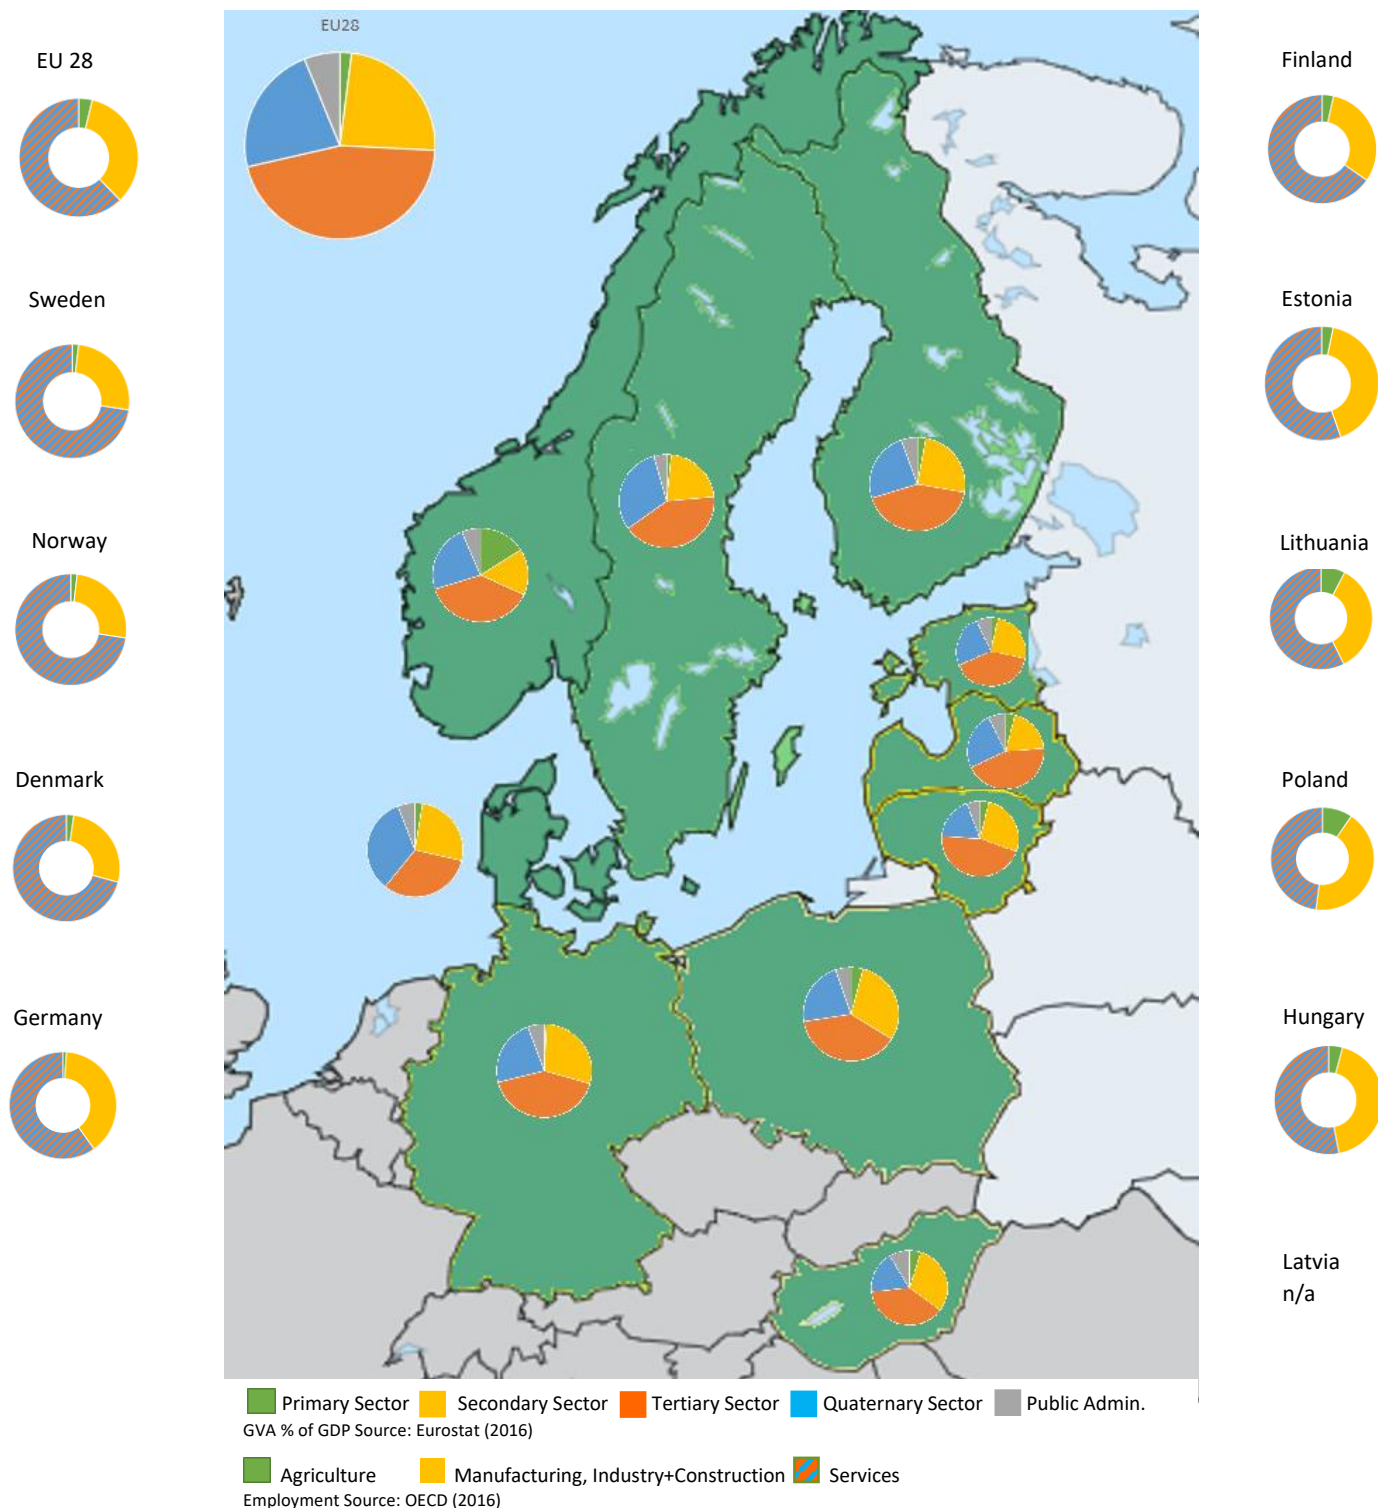 EU28
EU 28
Finland
Sweden
Estonia
Norway
Lithuania
Denmark
Poland
Germany
Hungary
Latvia
n/a
Primary Sector Secondary Sector Tertiary Sector Quaternary Sector Public Admin.
GVA % of GDP Source: Eurostat (2016)
Agriculture Manufacturing, Industry+Construction Services
Employment Source: OECD (2016)